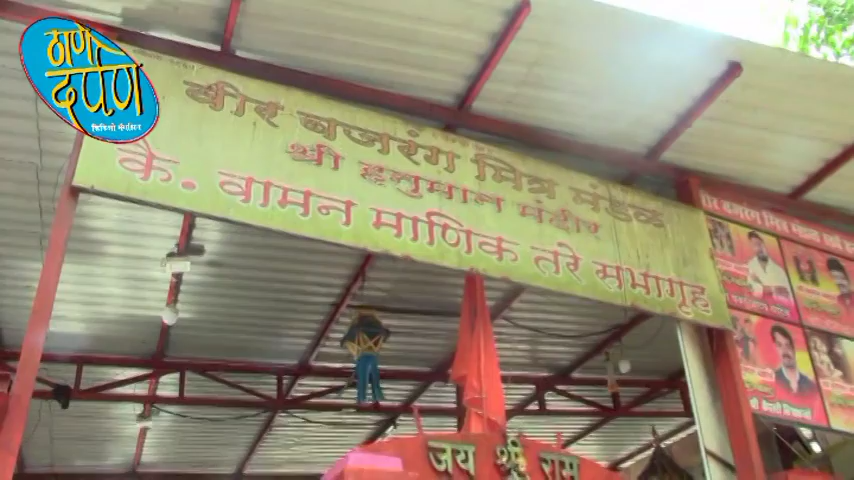 ठाणे
दर्पण
वीर बजरंग मित्र मंडळ
श्री हनुमान मंदीर
कै. वामन माणिक तरे सभागृह
जय श्री राम